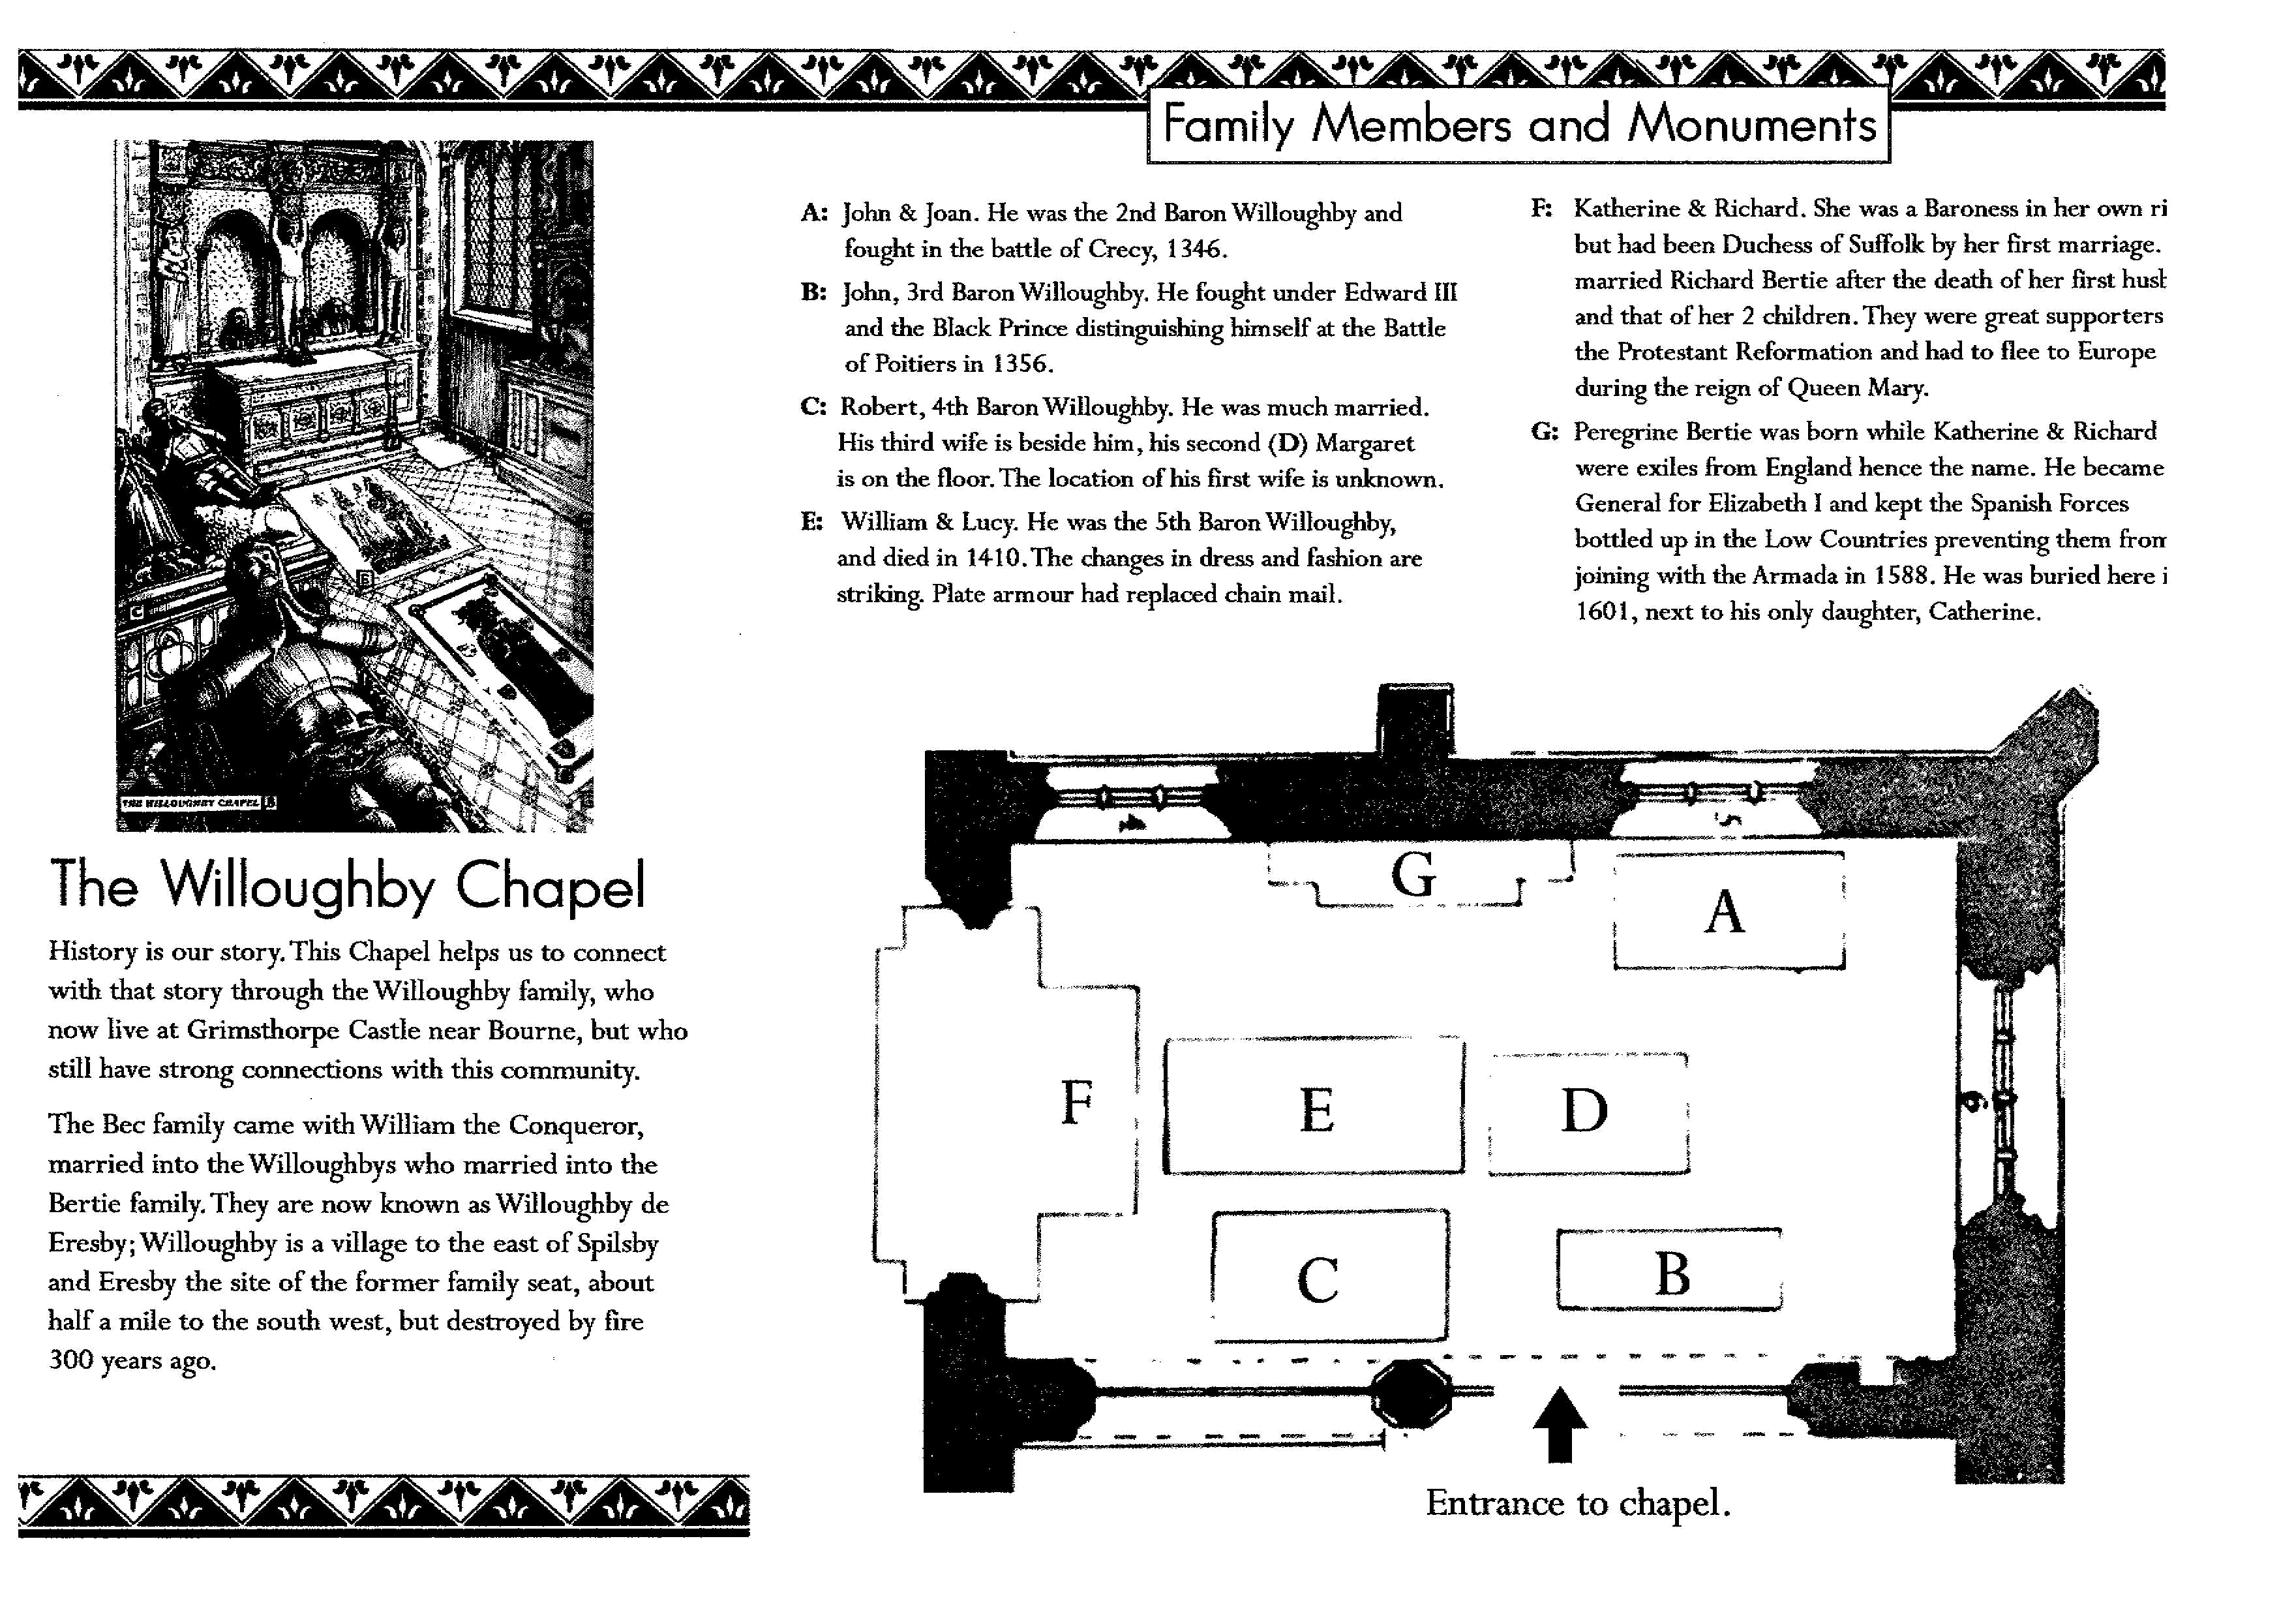 Family Members and Monuments
A: John & Joan. He was the 2nd Baron Willoughby and
fought in the battle of Crecy, 1346.
B: John, 3rd Baron Willoughby. He fought under Edward III
and the Black Prince distinguishing himself at the Battle
of Poitiers in 1356.
C: Robert, 4th Baron Willoughby. He was much married.
His third wife is beside him, his second (D) Margaret
is on the floor. The location of his first wife is unknown.
E: William & Lucy. He was the 5th Baron Willoughby,
and died in 1410. The changes in dress and fashion are
striking. Plate armour had replaced chain mail.
F: Katherine & Richard. She was a Baroness in her own ri
but had been Duchess of Suffolk by her first marriage.
married Richard Bertie after the death of her first hus
and that of her 2 children. They were great supporters
the Protestant Reformation and had to flee to Europe
during the reign of Queen Mary.
G: Peregrine Bertie was born while Katherine & Richard
were exiles from England hence the name. He became
General for Elizabeth I and kept the Spanish Forces
bottled up in the Low Countries preventing them from
joining with the Armada in 1588. He was buried here i
1601, next to his only daughter, Catherine.
E
C
THE WILLOUGHBY CHAPEL B
The Willoughby Chapel
History is our story. This Chapel helps us to connect
with that story through the Willoughby family, who
now live at Grimsthorpe Castle near Bourne, but who
still have strong connections with this community.
The Bec family came with William the Conqueror,
married into the Willoughbys who married into the
Bertie family. They are now known as Willoughby de
Eresby; Willoughby is a village to the east of Spilsby
and Eresby the site of the former family seat, about
half a mile to the south west, but destroyed by fire
300 years ago.
4
5
G
A
F
E
D
6
C
B
Entrance to chapel.